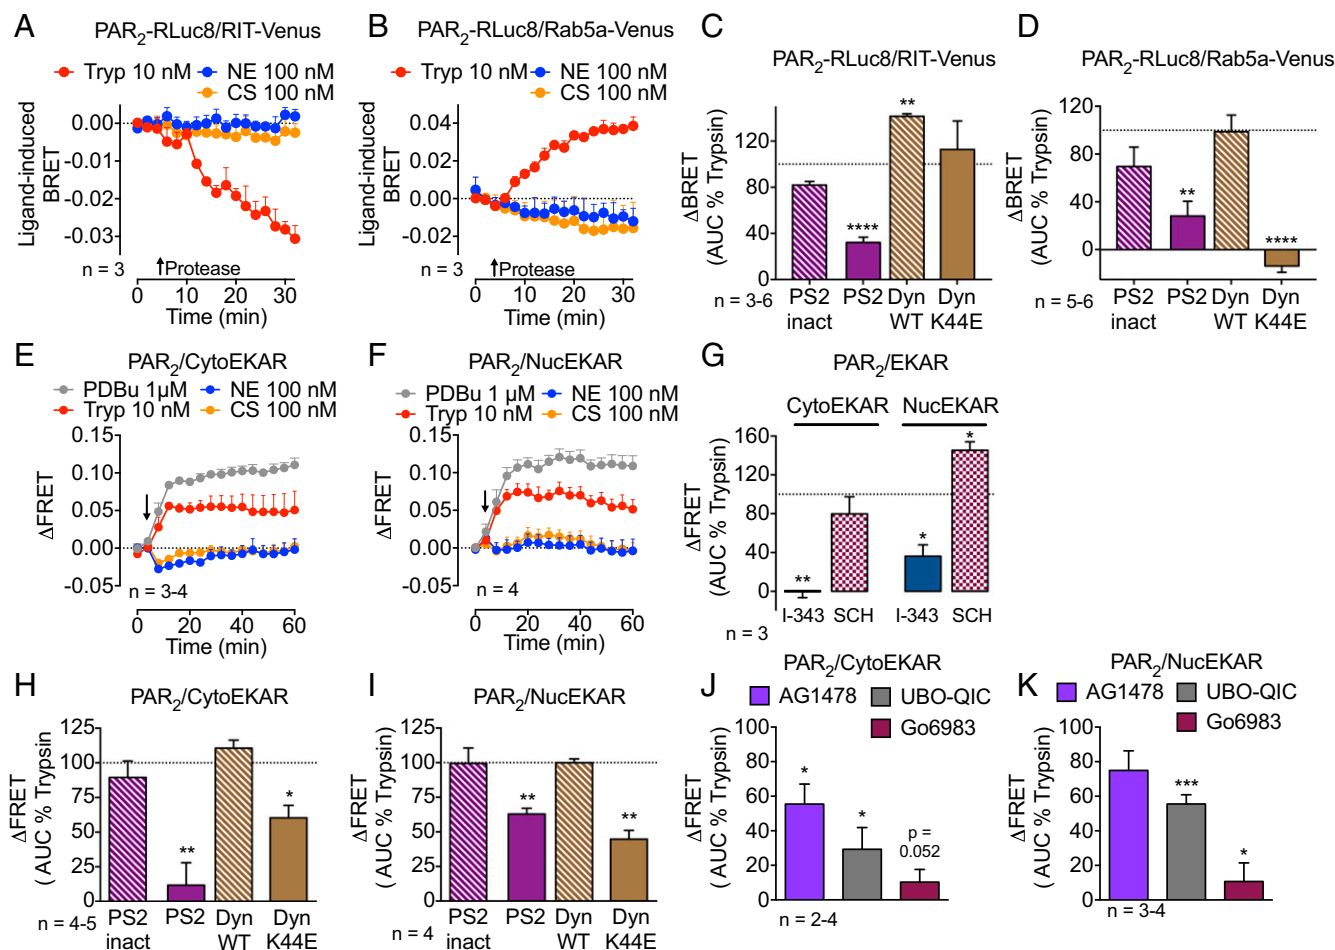 A
PAR2-RLuc8/RIT-Venus
Tryp 10 nM
NE 100 nM
CS 100 nM
Ligand-induced
BRET
0.00
-0.01
-0.02
-0.03
n = 3
Protease
0 10 20 30
Time (min)
B
PAR2-RLuc8/Rab5a-Venus
Tryp 10 nM
NE 100 nM
CS 100 nM
Ligand-induced
BRET
0.04
0.02
0.00
-0.02
n = 3
Protease
0 10 20 30
Time (min)
C
PAR2-RLuc8/RIT-Venus
ΔBRET
(AUC % Trypsin)
120
80
40
0
****
**
n = 3-6
PS2 inact
PS2
Dyn WT
Dyn K44E
D
PAR2-RLuc8/Rab5a-Venus
ΔBRET
(AUC % Trypsin)
120
80
40
0
**
****
n = 5-6
PS2 inact
PS2
Dyn WT
Dyn K44E
E
PAR2/CytoEKAR
PDBu 1µM
NE 100 nM
Tryp 10 nM
CS 100 nM
ΔFRET
0.15
0.10
0.05
0.00
-0.05
n = 3-4
0 20 40 60
Time (min)
F
PAR2/NucEKAR
PDBu 1 µM
NE 100 nM
Tryp 10 nM
CS 100 nM
ΔFRET
0.15
0.10
0.05
0.00
-0.05
n = 4
0 20 40 60
Time (min)
G
PAR2/EKAR
CytoEKAR
NucEKAR
ΔFRET
(AUC % Trypsin)
160
120
80
40
0
**
*
*
n = 3
I-343
SCH
I-343
SCH
H
PAR2/CytoEKAR
ΔFRET
( AUC % Trypsin)
125
100
75
50
25
0
**
*
n = 4-5
PS2 inact
PS2
Dyn WT
Dyn K44E
I
PAR2/NucEKAR
ΔFRET
( AUC % Trypsin)
125
100
75
50
25
0
**
**
n = 4
PS2 inact
PS2
Dyn WT
Dyn K44E
J
PAR2/CytoEKAR
AG1478
UBO-QIC
Go6983
ΔFRET
( AUC % Trypsin)
100
80
60
40
20
0
*
*
p =
0.052
n = 2-4
K
PAR2/NucEKAR
AG1478
UBO-QIC
Go6983
ΔFRET
( AUC % Trypsin)
100
80
60
40
20
0
***
*
n = 3-4